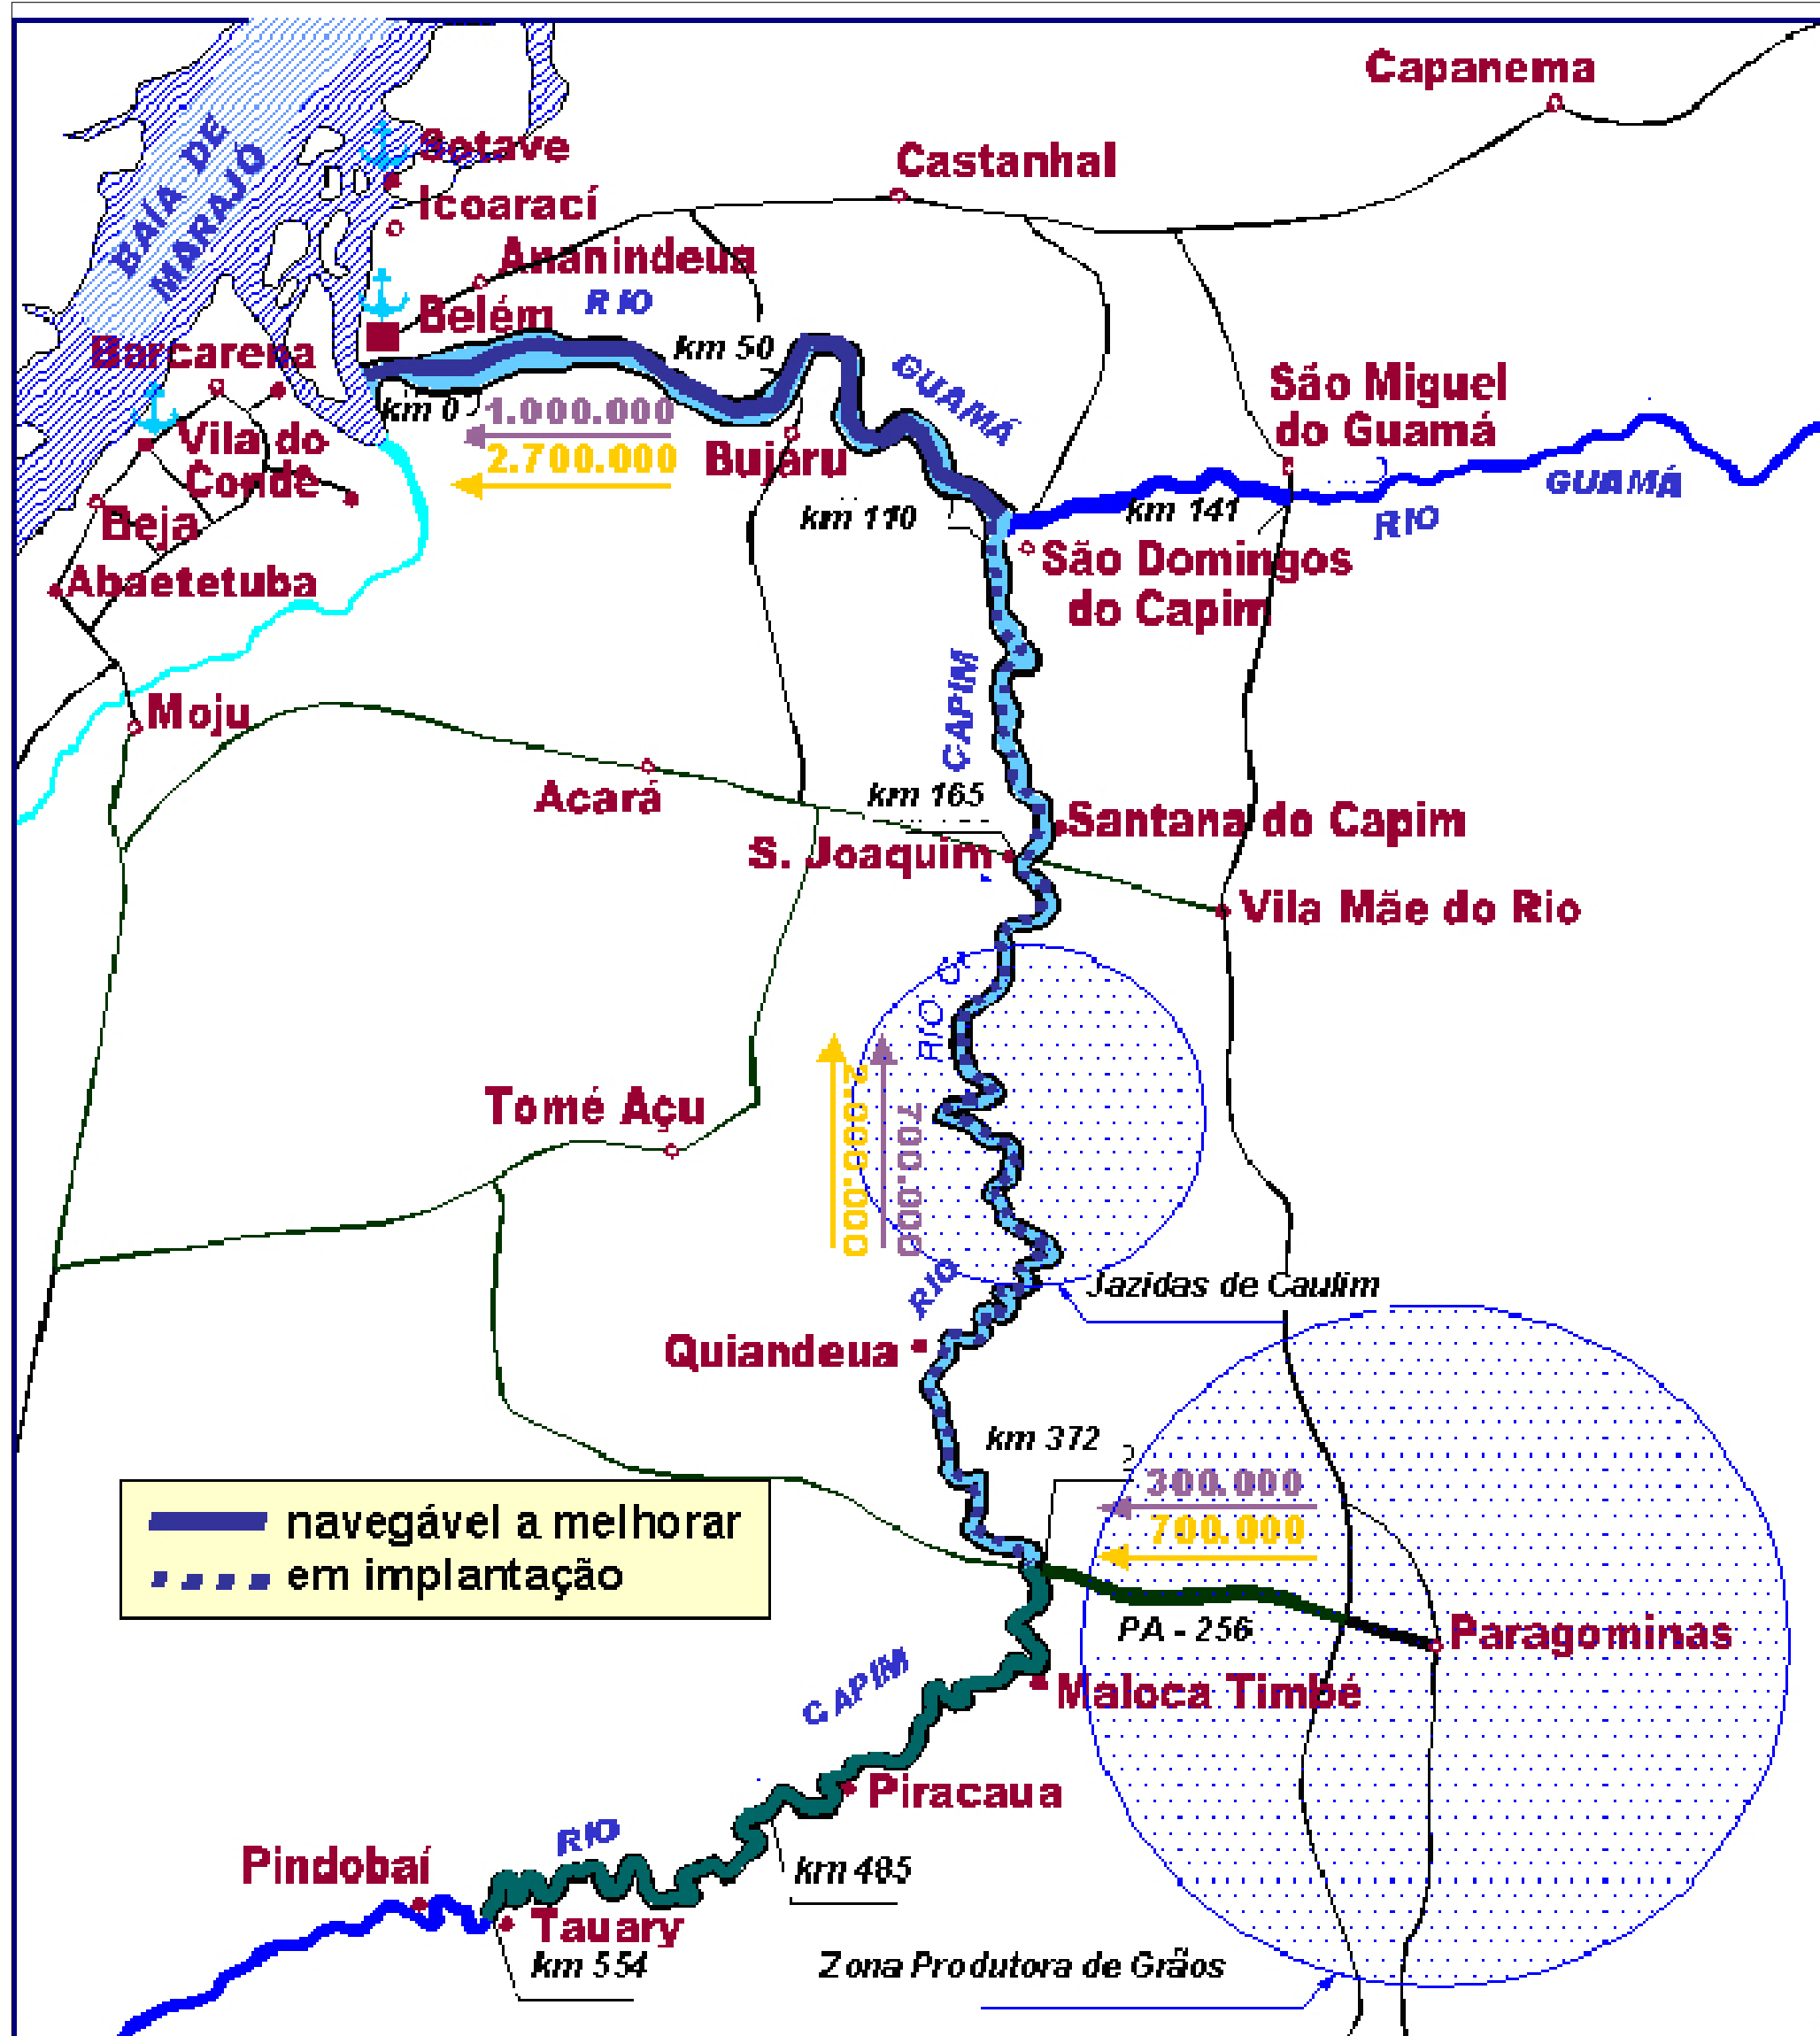 Capanema
BAÍA DE
MARAJÓ
Sotave
Castanhal
Icoarací
Ananindeua
RIO
Belém
km 50
Barcarena
GUAMÁ
São Miguel
do Guamá
km 0
1.000.000
Vila do
Conde
2.700.000
Bujaru
GUAMÁ
km 110
km 141
RIO
Beja
São Domingos
do Capim
Abaetetuba
CAPIM
Moju
Acará
km 165
Santana do Capim
S. Joaquim
Vila Mãe do Rio
RIO
Tomé Açu
2.000.000
700.000
RIO
Jazidas de Caulim
Quiandeua
km 372
300.000
700.000
navegável a melhorar
em implantação
PA - 256
Paragominas
CAPIM
Maloca Timbé
Piracaua
RIO
Pindobaí
km 485
Tauary
km 554
Zona Produtora de Grãos